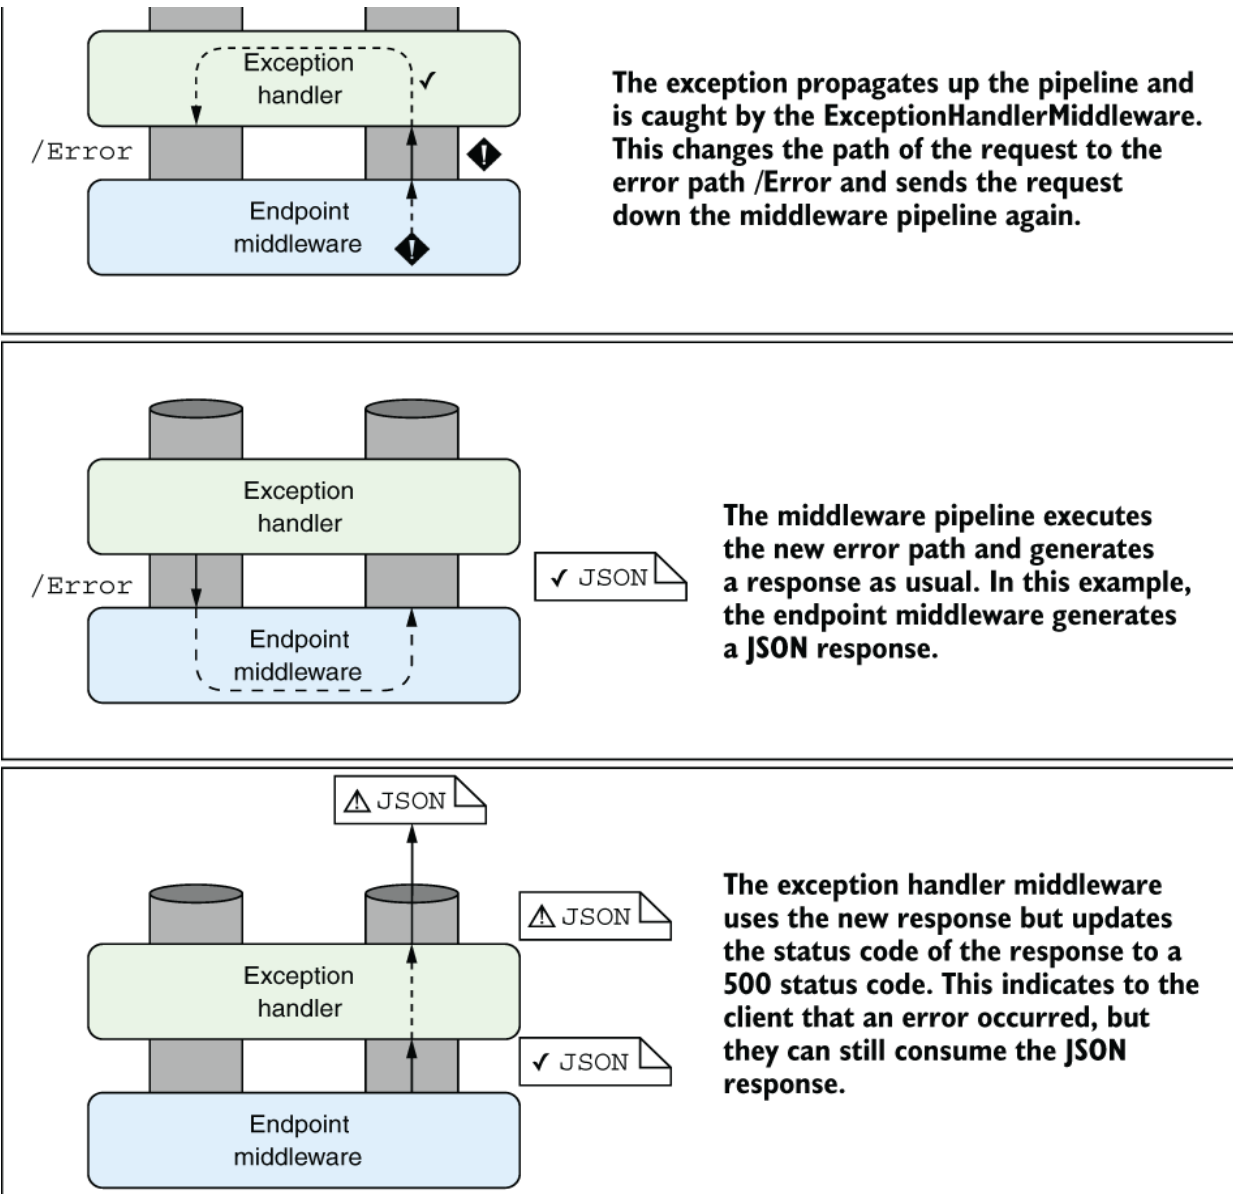 Exception
handler
/Error
Endpoint
middleware
The exception propagates up the pipeline and
is caught by the ExceptionHandlerMiddleware.
This changes the path of the request to the
error path /Error and sends the request
down the middleware pipeline again.
Exception
handler
/Error
Endpoint
middleware
✓ JSON
The middleware pipeline executes
the new error path and generates
a response as usual. In this example,
the endpoint middleware generates
a JSON response.
⚠ JSON
⚠ JSON
Exception
handler
✓ JSON
Endpoint
middleware
The exception handler middleware
uses the new response but updates
the status code of the response to a
500 status code. This indicates to the
client that an error occurred, but
they can still consume the JSON
response.